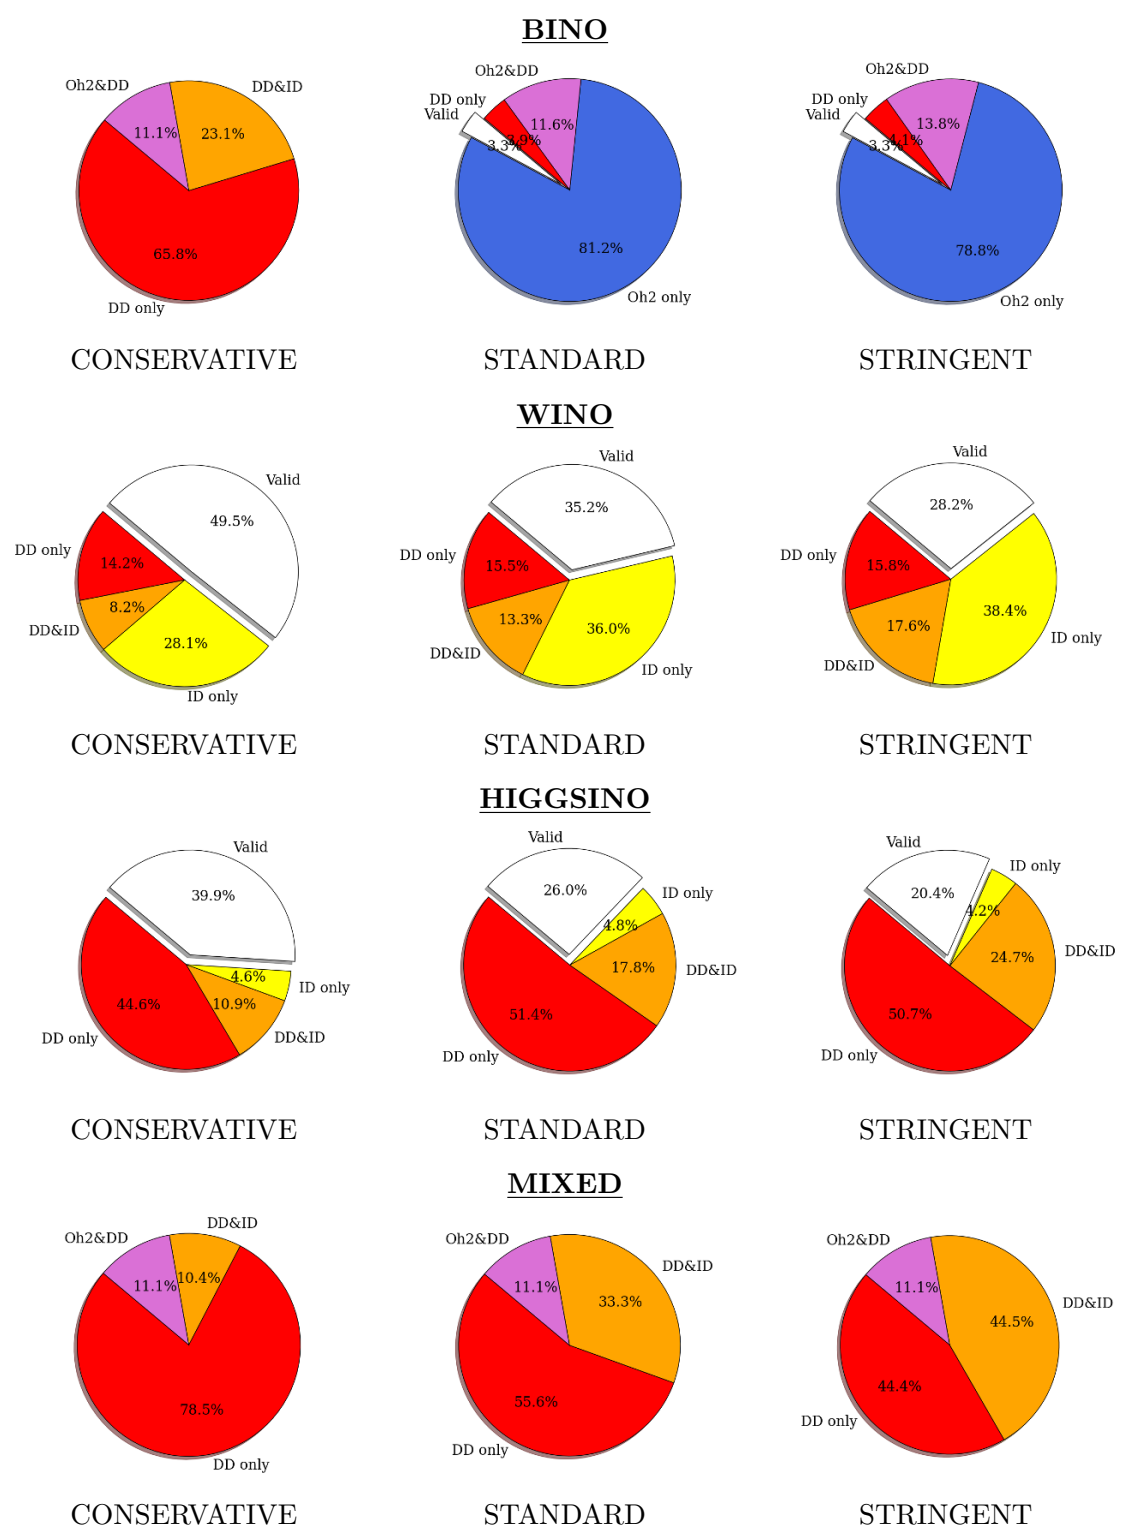 BINO
Oh2&DD
DD&ID
11.1%
23.1%
65.8%
DD only
Oh2&DD
DD only
Valid
11.6%
3.9%
3.3%
81.2%
Oh2 only
Oh2&DD
DD only
Valid
13.8%
4.1%
3.3%
78.8%
Oh2 only
CONSERVATIVE STANDARD STRINGENT
WINO
Valid
49.5%
DD only
14.2%
8.2%
DD&ID
28.1%
ID only
Valid
35.2%
DD only
15.5%
13.3%
36.0%
DD&ID
ID only
Valid
28.2%
DD only
15.8%
38.4%
17.6%
ID only
DD&ID
CONSERVATIVE STANDARD STRINGENT
HIGGSINO
Valid
39.9%
4.6%
ID only
44.6%
10.9%
DD only
DD&ID
Valid
26.0%
ID only
4.8%
17.8%
DD&ID
51.4%
DD only
Valid
ID only
20.4%
4.2%
DD&ID
24.7%
50.7%
DD only
CONSERVATIVE STANDARD STRINGENT
MIXED
DD&ID
Oh2&DD
11.1%
10.4%
78.5%
DD only
Oh2&DD
DD&ID
11.1%
33.3%
55.6%
DD only
Oh2&DD
DD&ID
11.1%
44.5%
44.4%
DD only
CONSERVATIVE STANDARD STRINGENT